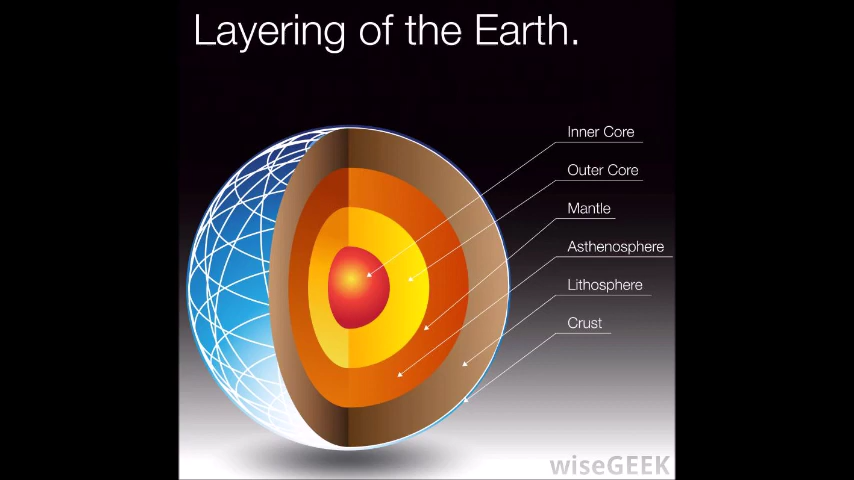 Layering of the Earth.
Inner Core
Outer Core
Mantle
Asthenosphere
Lithosphere
Crust
wiseGEEK